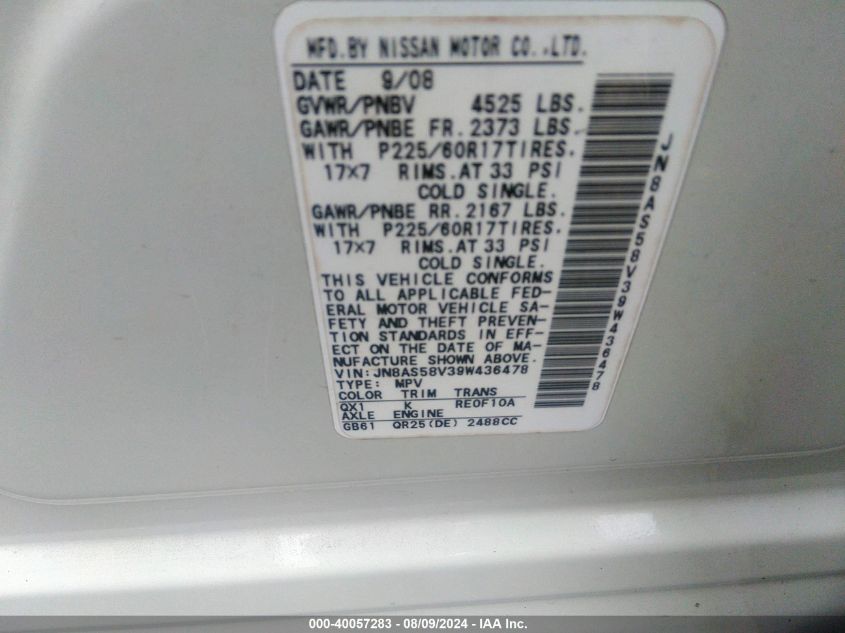 MFD.BY NISSAN MOTOR CO.,LTD.
DATE 9/08
GVWR/PNBV 4525 LBS.
GAWR/PNBE FR. 2373 LBS.
WITH P225/60R17TIRES.
17×7 RIMS.AT 33 PSI
COLD SINGLE.
GAWR/PNBE RR. 2167 LBS.
WITH P225/60R17TIRES.
17×7 RIMS.AT 33 PSI
COLD SINGLE.
THIS VEHICLE CONFORMS
TO ALL APPLICABLE FED-
ERAL MOTOR VEHICLE SA-
FETY AND THEFT PREVEN-
TION STANDARDS IN EFF-
ECT ON THE DATE OF MA-
NUFACTURE SHOWN ABOVE.
VIN: JN8AS58V39W436478
TYPE: MPV
COLOR TRIM TRANS
QX1 K RE0F10A
AXLE ENGINE
GB61 QR25(DE) 2488CC
JN8AS58V39W436478
000-40057283 - 08/09/2024 - IAA Inc.